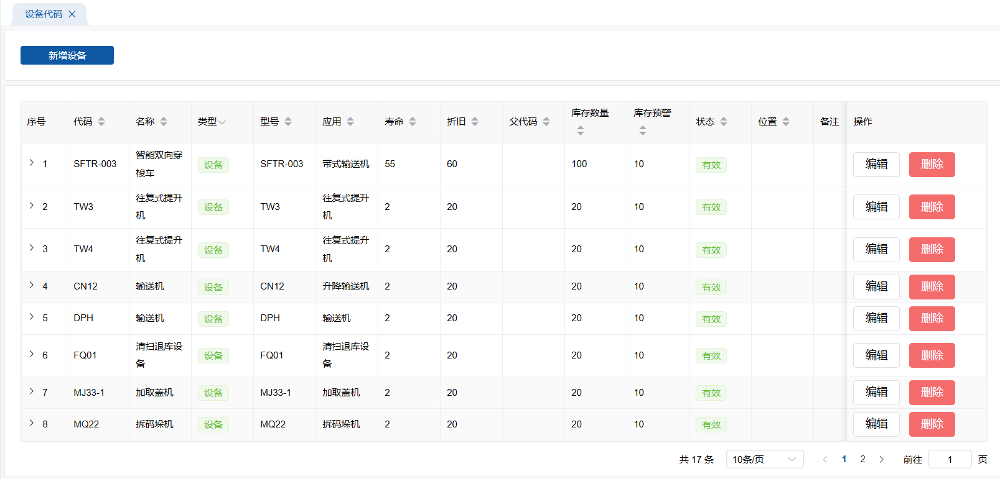 设备代码
新增设备
序号 代码 名称 类型 型号 应用 寿命 折旧 父代码 库存数量 库存预警 状态 位置 备注 操作
1 SFTR-003 智能双向穿梭车 设备 SFTR-003 带式输送机 55 60 100 10 有效 编辑 删除
2 TW3 往复式提升机 设备 TW3 往复式提升机 2 20 20 10 有效 编辑 删除
3 TW4 往复式提升机 设备 TW4 往复式提升机 2 20 20 10 有效 编辑 删除
4 CN12 输送机 设备 CN12 升降输送机 2 20 20 10 有效 编辑 删除
5 DPH 输送机 设备 DPH 输送机 2 20 20 10 有效 编辑 删除
6 FQ01 清扫退库设备 设备 FQ01 清扫退库设备 2 20 20 10 有效 编辑 删除
7 MJ33-1 加取盖机 设备 MJ33-1 加取盖机 2 20 20 10 有效 编辑 删除
8 MQ22 拆码垛机 设备 MQ22 拆码垛机 2 20 20 10 有效 编辑 删除
共 17 条 10条/页 1 2 前往 1 页